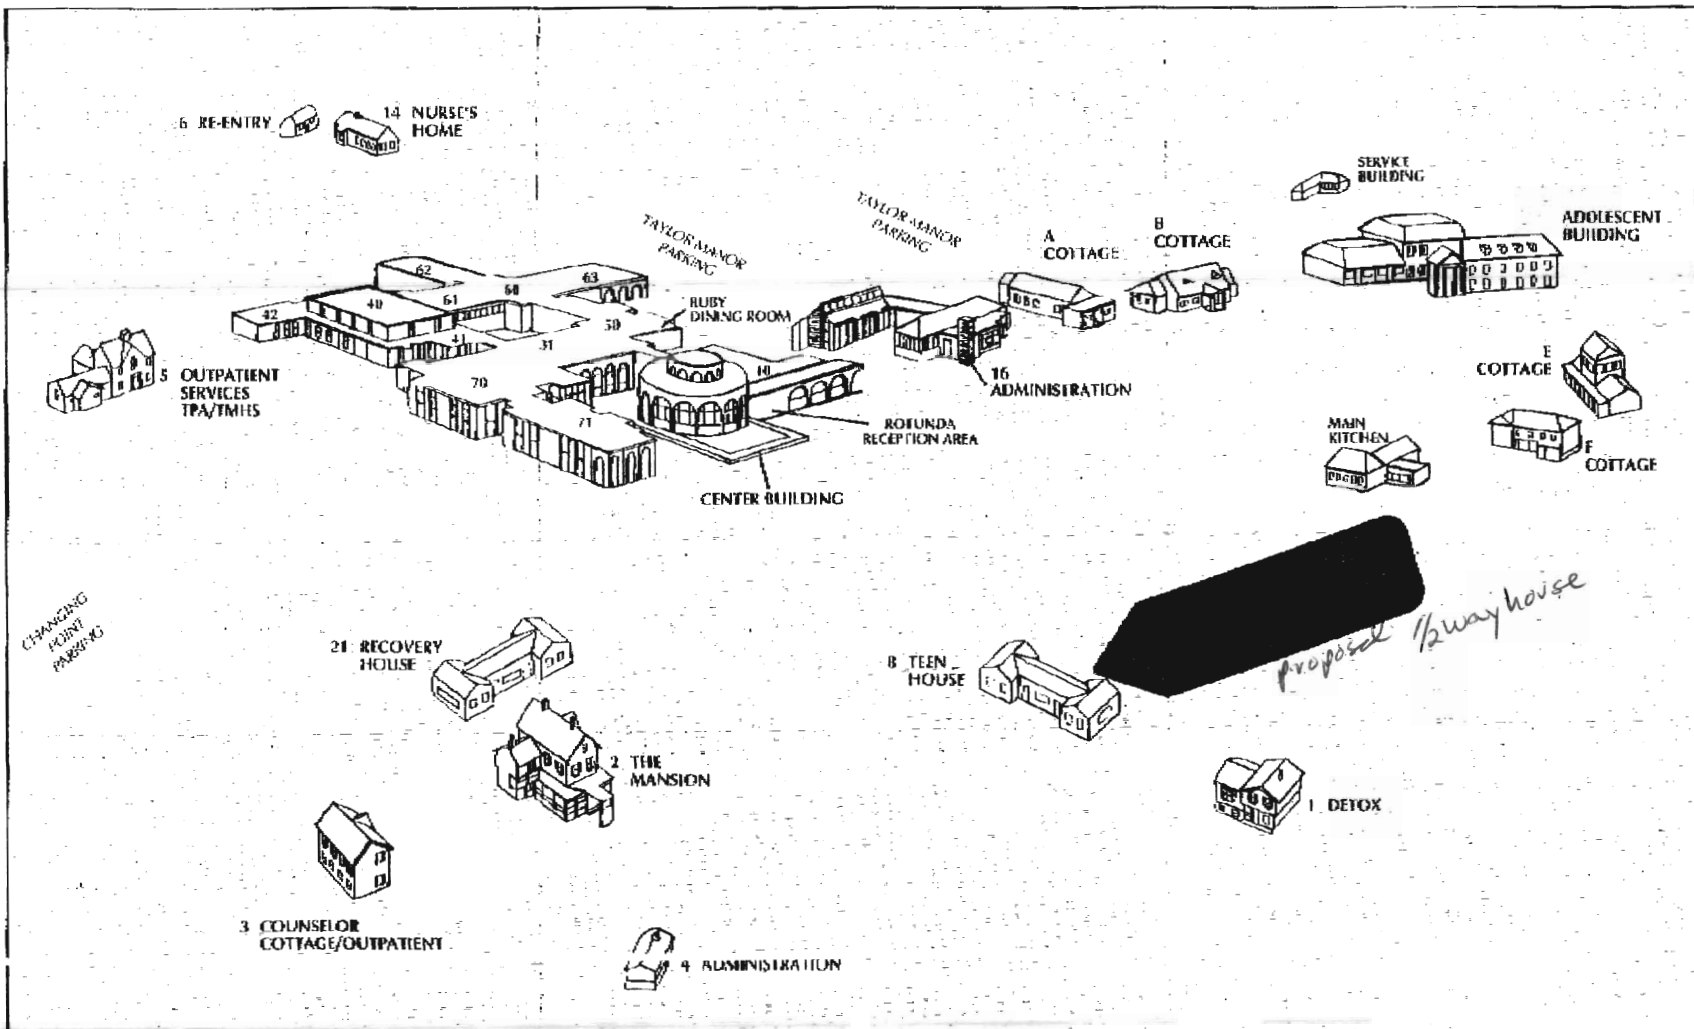 6 RE-ENTRY
14 NURSE'S
HOME
SERVICE
BUILDING
ADOLESCENT
BUILDING
TAYLOR MANOR
PARKING
TAYLOR MANOR
PARKING
A
COTTAGE
B
COTTAGE
62
63
60
61
40
42
41
50
31
70
71
10
RUBY
DINING ROOM
5 OUTPATIENT
SERVICES
TPA/TMHS
16
ADMINISTRATION
E
COTTAGE
ROTUNDA
RECEPTION AREA
MAIN
KITCHEN
F
COTTAGE
CENTER BUILDING
CHANGING
POINT
PARKING
proposed 1/2 way house
21 RECOVERY
HOUSE
8 TEEN
HOUSE
2 THE
MANSION
1 DETOX
3 COUNSELOR
COTTAGE/OUTPATIENT
4 ADMINISTRATION